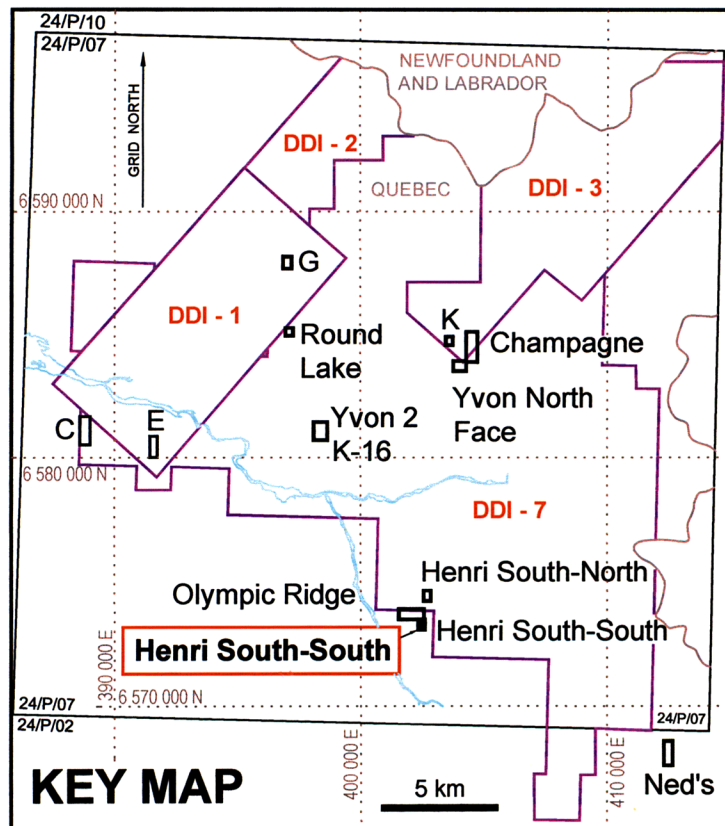 24/P/10
24/P/07
NEWFOUNDLAND
AND LABRADOR
GRID NORTH
DDI - 2
QUEBEC
DDI - 3
6 590 000 N
G
DDI - 1
K
Round
Lake
Champagne
Yvon North
Face
C
E
Yvon 2
K-16
6 580 000 N
DDI - 7
Henri South-North
Olympic Ridge
Henri South-South
Henri South-South
390 000 E
6 570 000 N
24/P/07
24/P/02
24/P/07
400 000 E
410 000 E
KEY MAP
5 km
Ned's